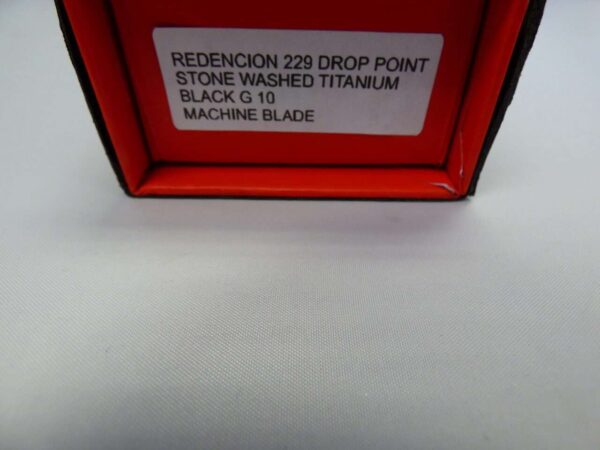 REDENCION 229 DROP POINT
STONE WASHED TITANIUM
BLACK G 10
MACHINE BLADE